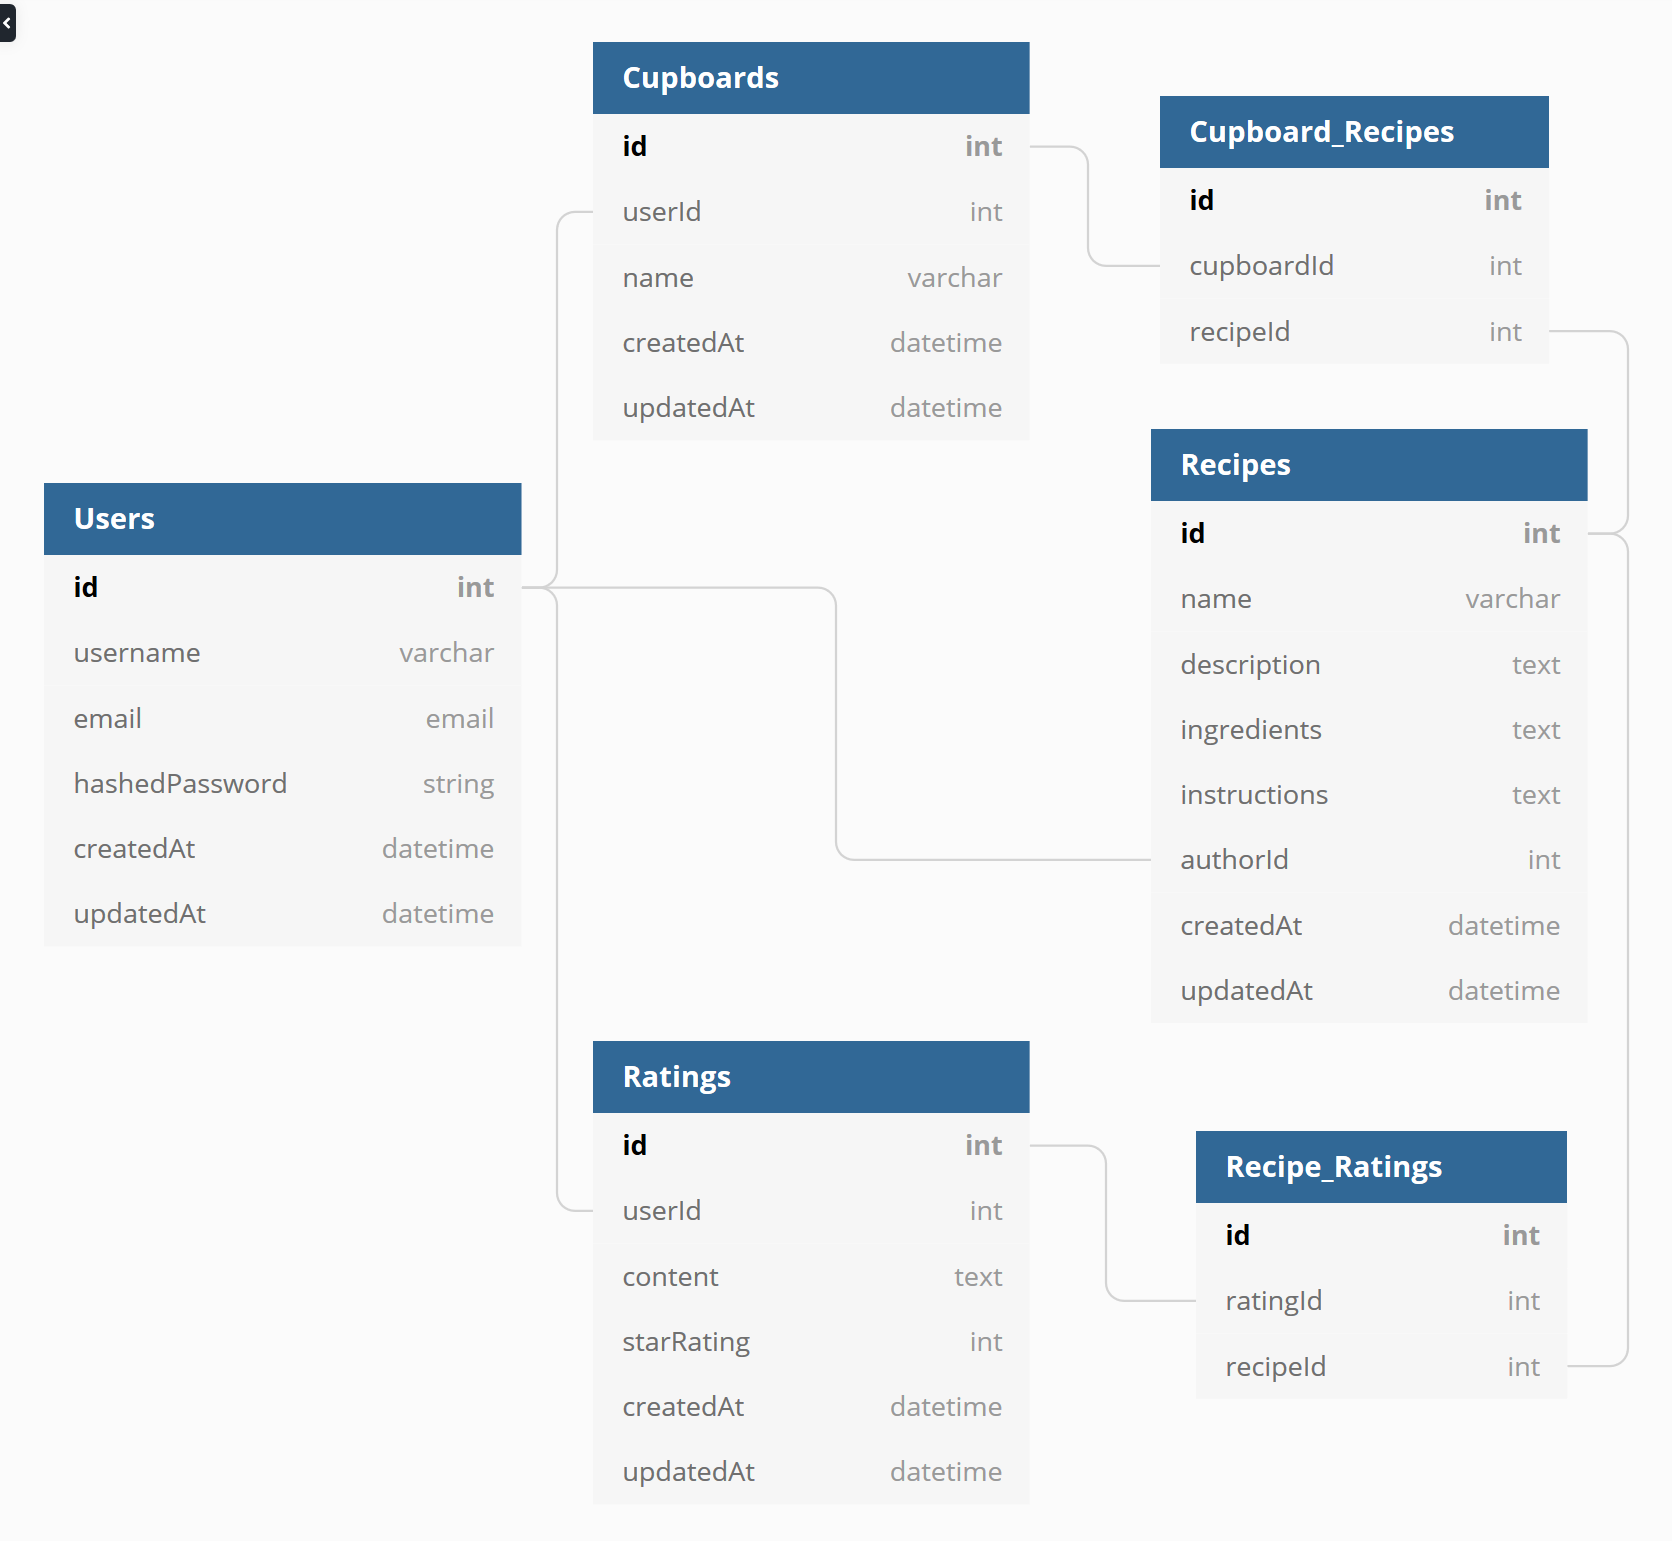 Cupboards
id int
userId int
name varchar
createdAt datetime
updatedAt datetime
Cupboard_Recipes
id int
cupboardId int
recipeId int
Users
id int
username varchar
email email
hashedPassword string
createdAt datetime
updatedAt datetime
Recipes
id int
name varchar
description text
ingredients text
instructions text
authorId int
createdAt datetime
updatedAt datetime
Ratings
id int
userId int
content text
starRating int
createdAt datetime
updatedAt datetime
Recipe_Ratings
id int
ratingId int
recipeId int